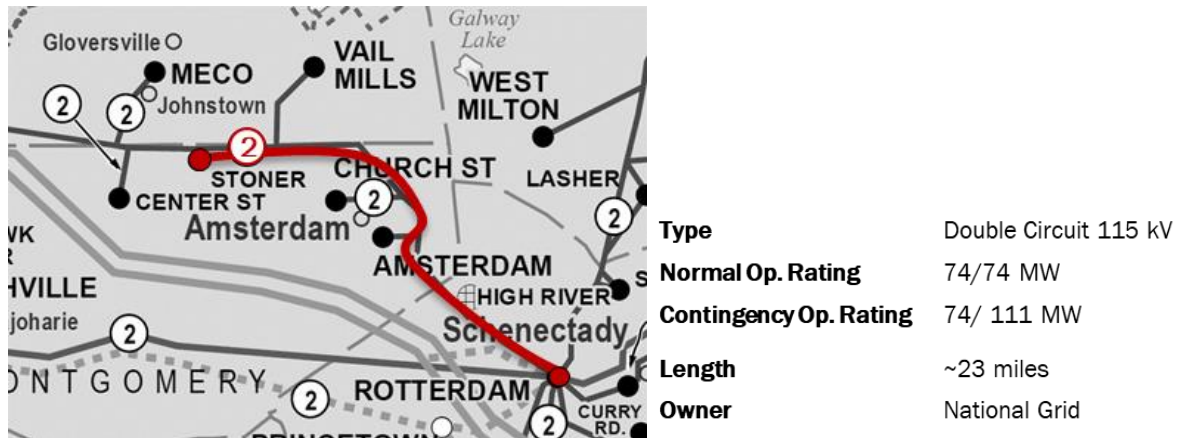 Galway
Lake
Gloversville
MECO
VAIL
MILLS
WEST
MILTON
2
2
Johnstown
2
CHURCH ST
STONER
LASHER
CENTER ST
2
2
Amsterdam
AMSTERDAM
HIGH RIVER
Schenectady
2
MONTGOMERY
ROTTERDAM
2
2
CURRY
RD.
Type Double Circuit 115 kV
Normal Op. Rating 74/74 MW
Contingency Op. Rating 74/ 111 MW
Length ~23 miles
Owner National Grid